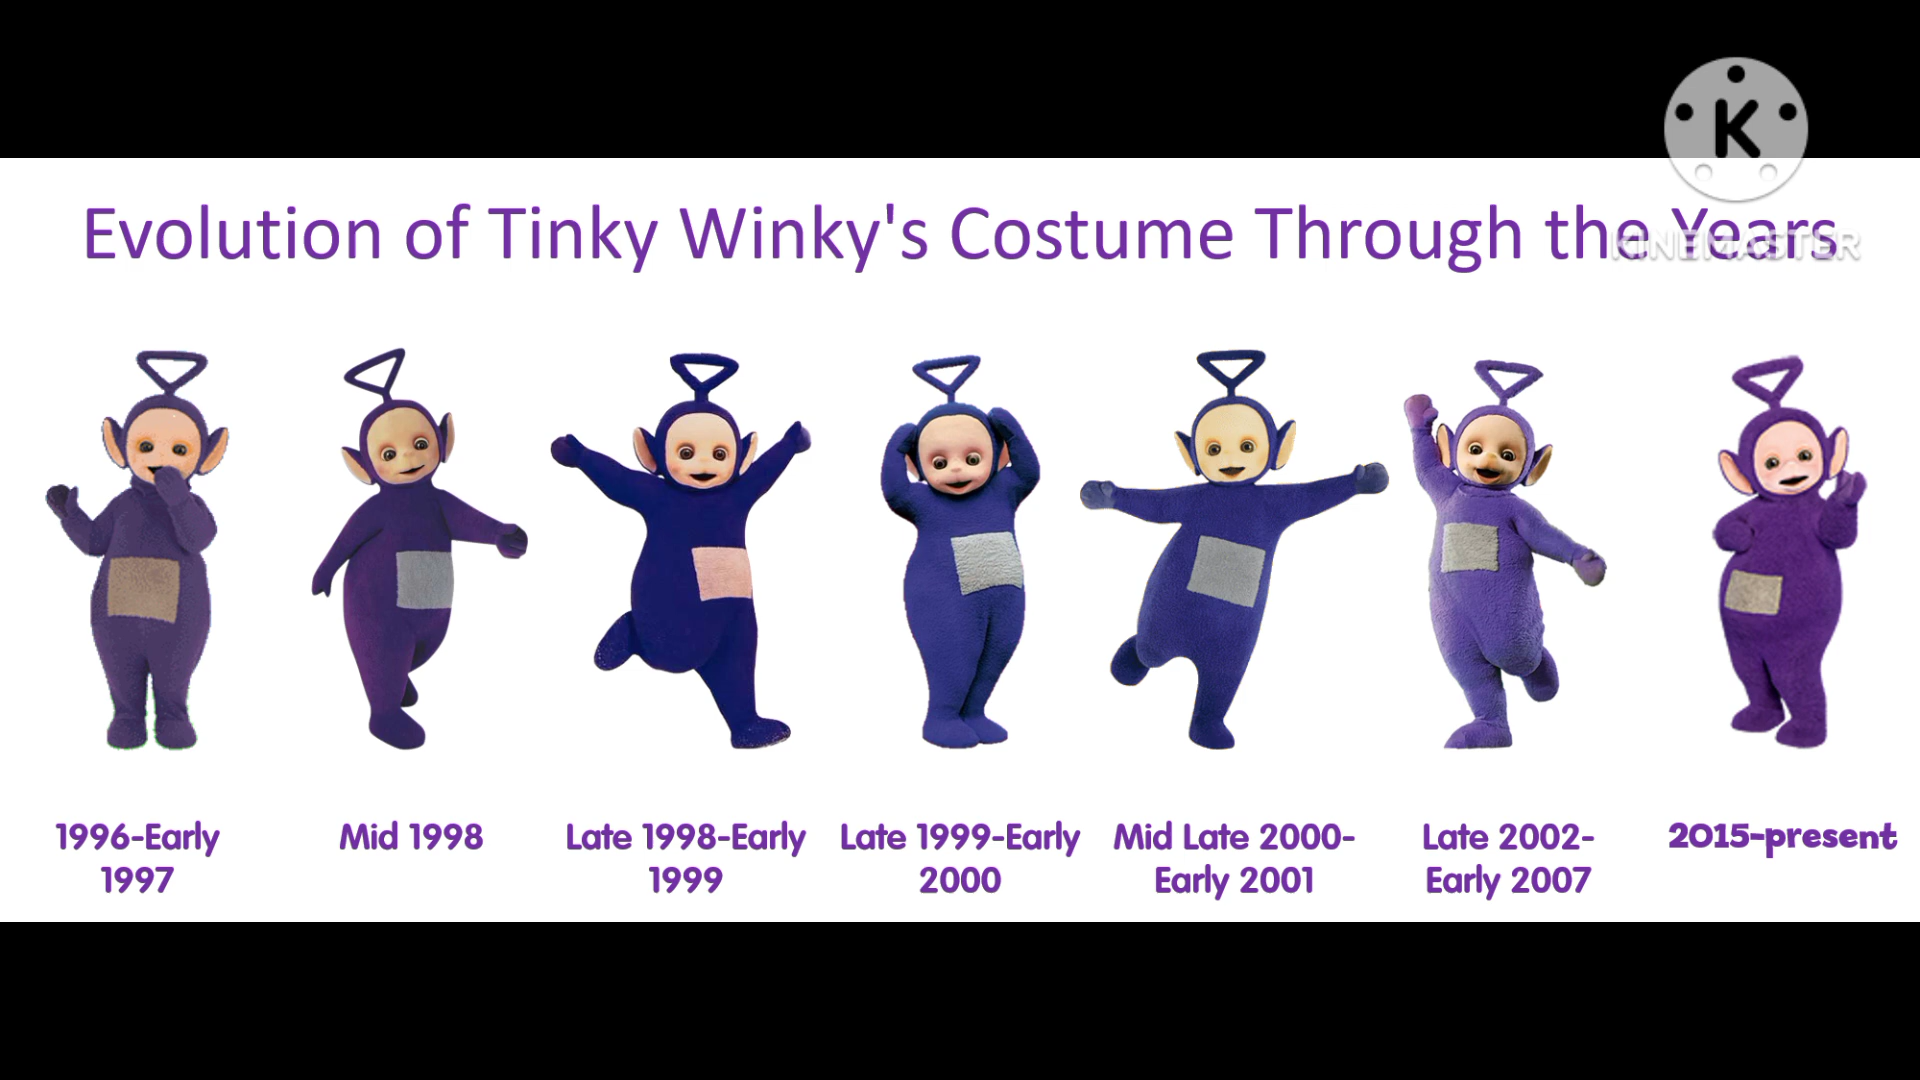 K
Evolution of Tinky Winky's Costume Through the Years
KINEMASTER
1996-Early
1997
Mid 1998
Late 1998-Early
1999
Late 1999-Early
2000
Mid Late 2000-
Early 2001
Late 2002-
Early 2007
2015-present